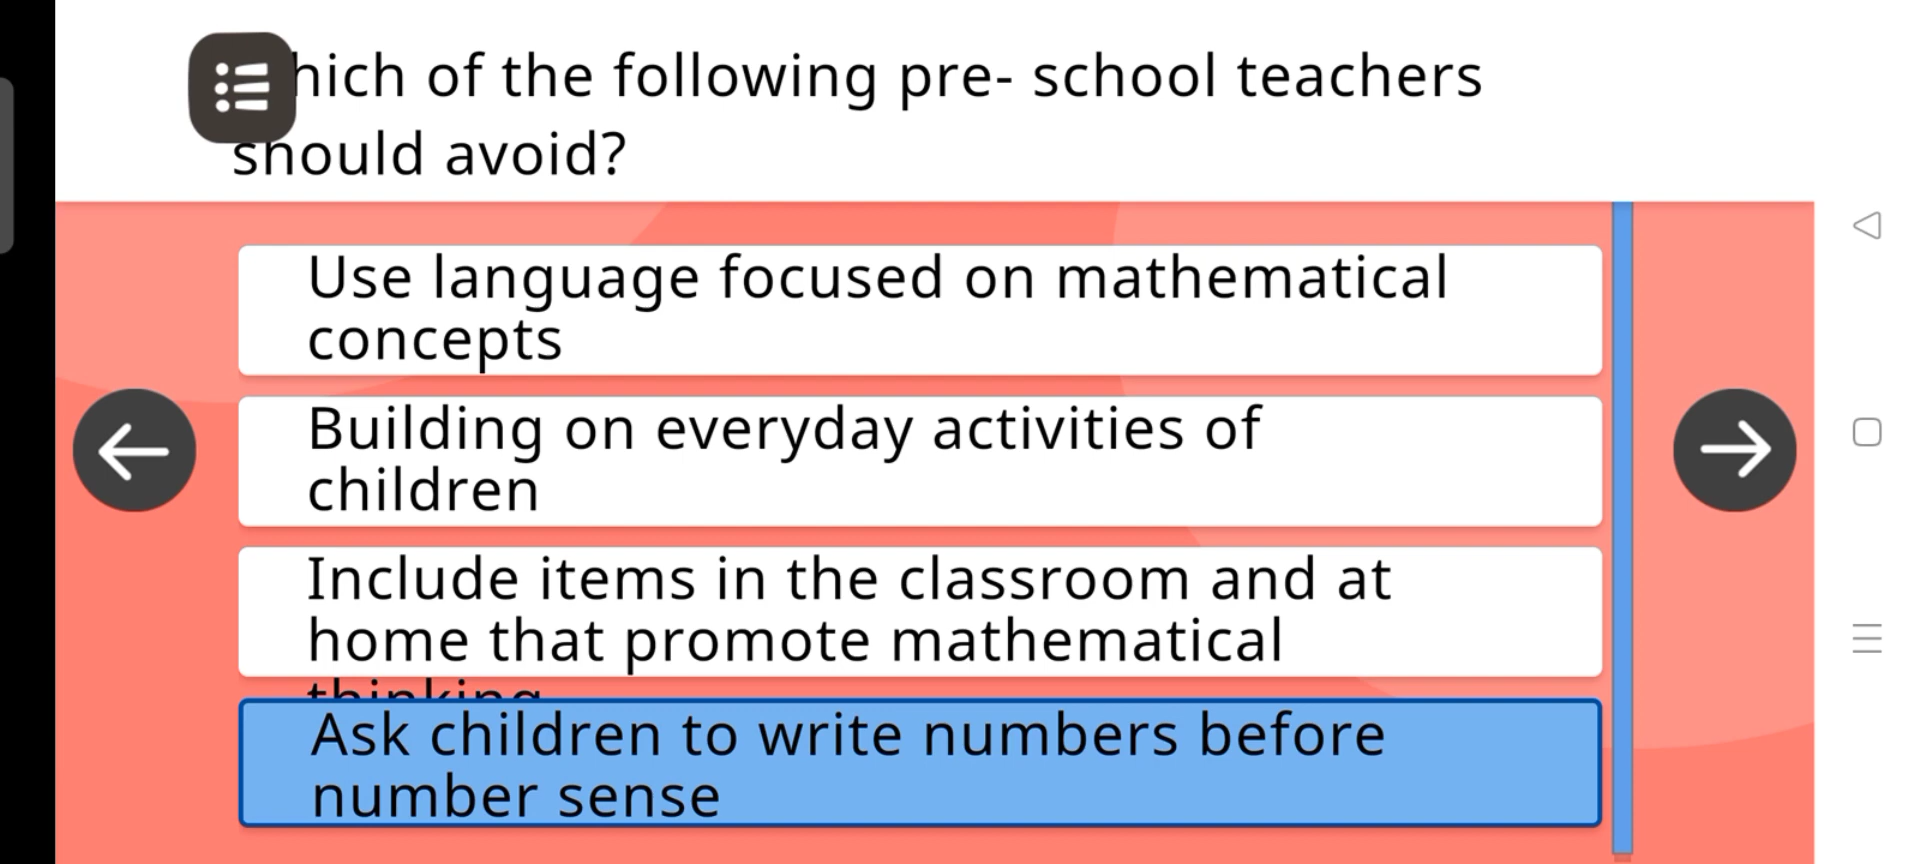 hich of the following pre- school teachers
should avoid?
Use language focused on mathematical
concepts
Building on everyday activities of
children
Include items in the classroom and at
home that promote mathematical
thinking
Ask children to write numbers before
number sense